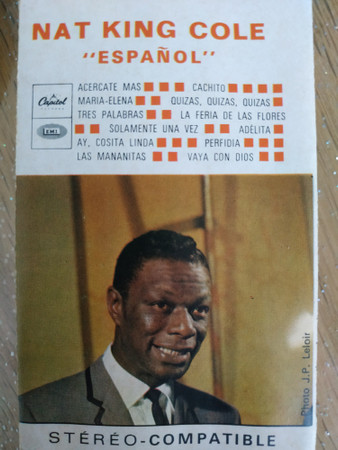 NAT KING COLE
"ESPAÑOL"
Capitol
EMI
ACERCATE MAS CACHITO
MARIA-ELENA QUIZAS, QUIZAS, QUIZAS
TRES PALABRAS LA FERIA DE LAS FLORES
SOLAMENTE UNA VEZ ADELITA
AY, COSITA LINDA PERFIDIA
LAS MANANITAS VAYA CON DIOS
Photo J.P. Leloir
STÉRÉO-COMPATIBLE